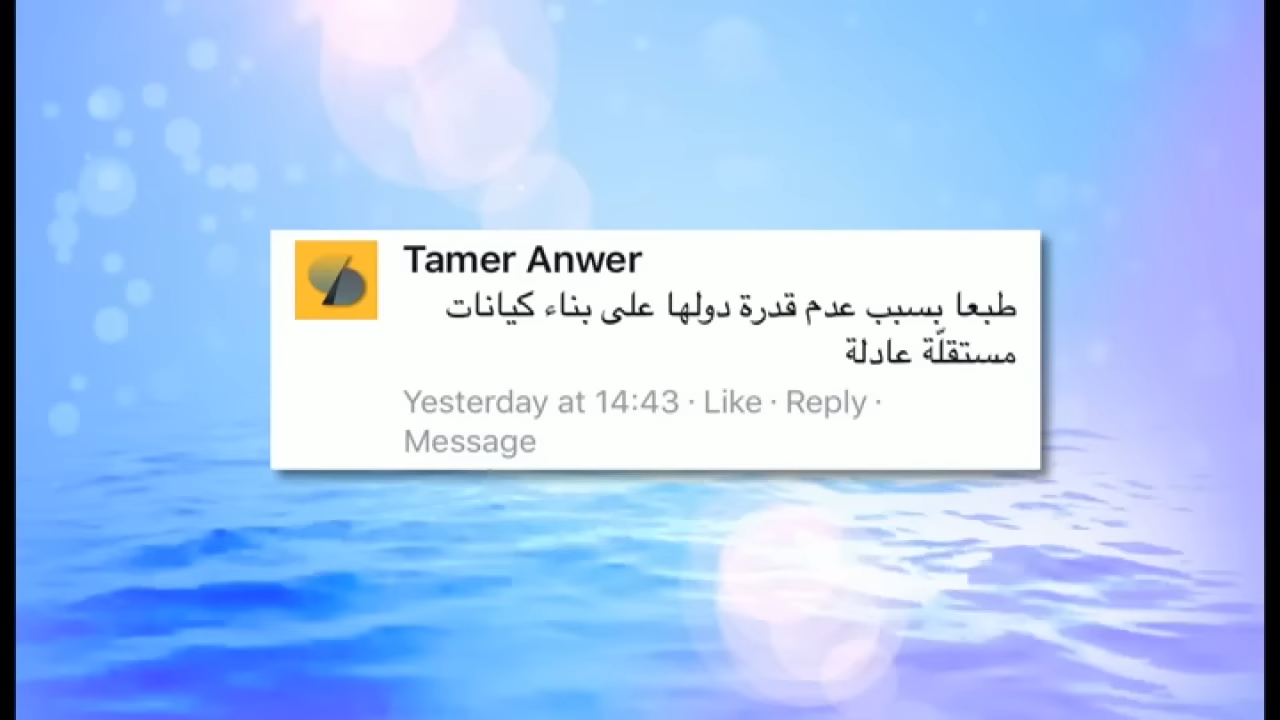 Tamer Anwer
طبعا بسبب عدم قدرة دولها على بناء كيانات
مستقلّة عادلة
Yesterday at 14:43 · Like · Reply ·
Message